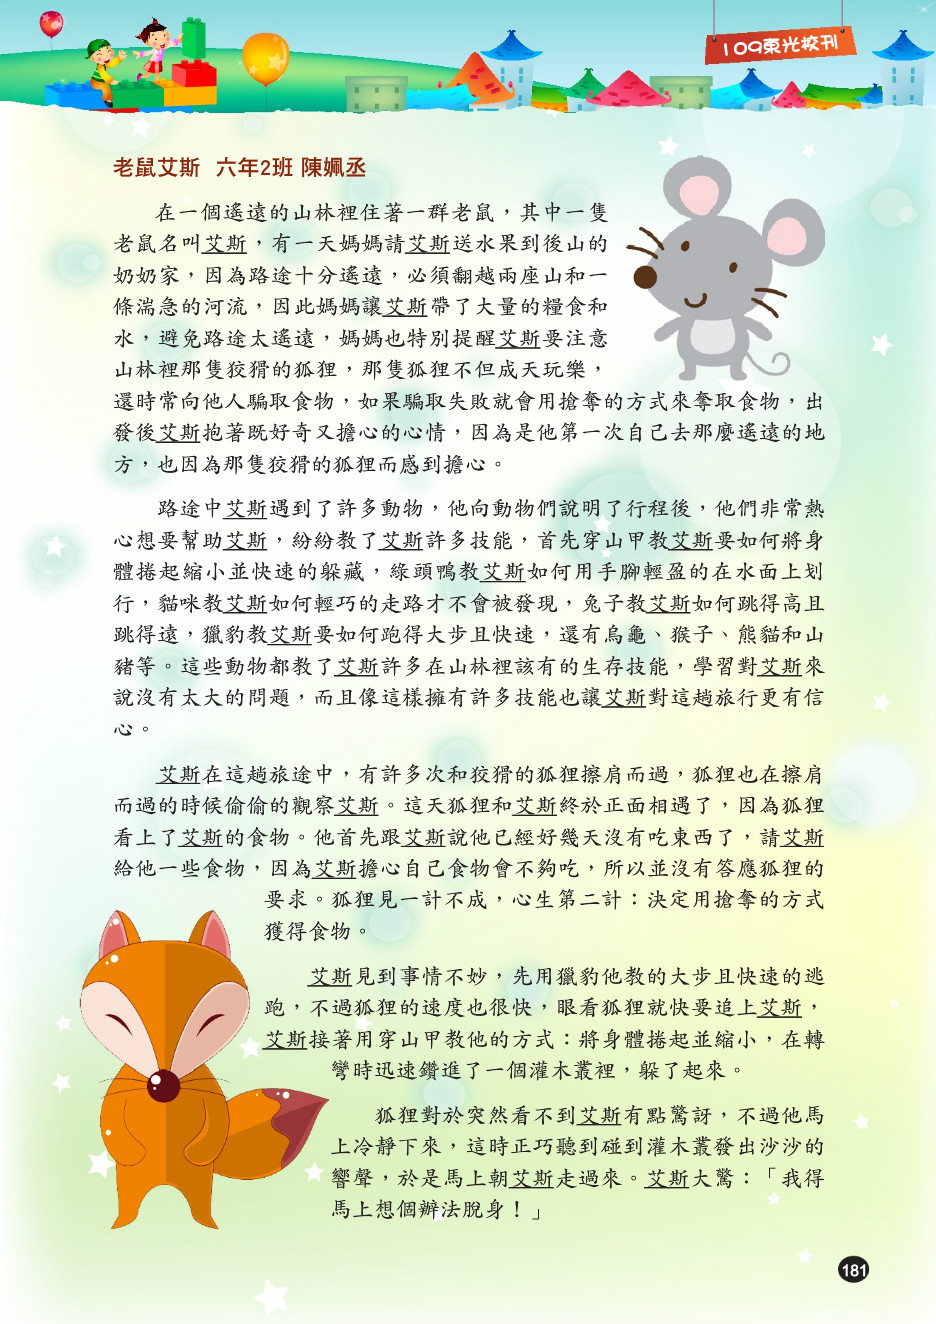 109東光校刊
老鼠艾斯 六年2班 陳姵丞
在一個遙遠的山林裡住著一群老鼠，其中一隻
老鼠名叫艾斯，有一天媽媽請艾斯送水果到後山的
奶奶家，因為路途十分遙遠，必須翻越兩座山和一
條湍急的河流，因此媽媽讓艾斯帶了大量的糧食和
水，避免路途太遙遠，媽媽也特別提醒艾斯要注意
山林裡那隻狡猾的狐狸，那隻狐狸不但成天玩樂，
還時常向他人騙取食物，如果騙取失敗就會用搶奪的方式來奪取食物，出
發後艾斯抱著既好奇又擔心的心情，因為是他第一次自己去那麼遙遠的地
方，也因為那隻狡猾的狐狸而感到擔心。
路途中艾斯遇到了許多動物，他向動物們說明了行程後，他們非常熱
心想要幫助艾斯，紛紛教了艾斯許多技能，首先穿山甲教艾斯要如何將身
體捲起縮小並快速的躲藏，綠頭鴨教艾斯如何用手腳輕盈的在水面上划
行，貓咪教艾斯如何輕巧的走路才不會被發現，兔子教艾斯如何跳得高且
跳得遠，獵豹教艾斯要如何跑得大步且快速，還有烏龜、猴子、熊貓和山
豬等。這些動物都教了艾斯許多在山林裡該有的生存技能，學習對艾斯來
說沒有太大的問題，而且像這樣擁有許多技能也讓艾斯對這趟旅行更有信
心。
艾斯在這趟旅途中，有許多次和狡猾的狐狸擦肩而過，狐狸也在擦肩
而過的時候偷偷的觀察艾斯。這天狐狸和艾斯終於正面相遇了，因為狐狸
看上了艾斯的食物。他首先跟艾斯說他已經好幾天沒有吃東西了，請艾斯
給他一些食物，因為艾斯擔心自己食物會不夠吃，所以並沒有答應狐狸的
要求。狐狸見一計不成，心生第二計：決定用搶奪的方式
獲得食物。
艾斯見到事情不妙，先用獵豹他教的大步且快速的逃
跑，不過狐狸的速度也很快，眼看狐狸就快要追上艾斯，
艾斯接著用穿山甲教他的方式：將身體捲起並縮小，在轉
彎時迅速鑽進了一個灌木叢裡，躲了起來。
狐狸對於突然看不到艾斯有點驚訝，不過他馬
上冷靜下來，這時正巧聽到碰到灌木叢發出沙沙的
響聲，於是馬上朝艾斯走過來。艾斯大驚：「我得
馬上想個辦法脫身！」
181